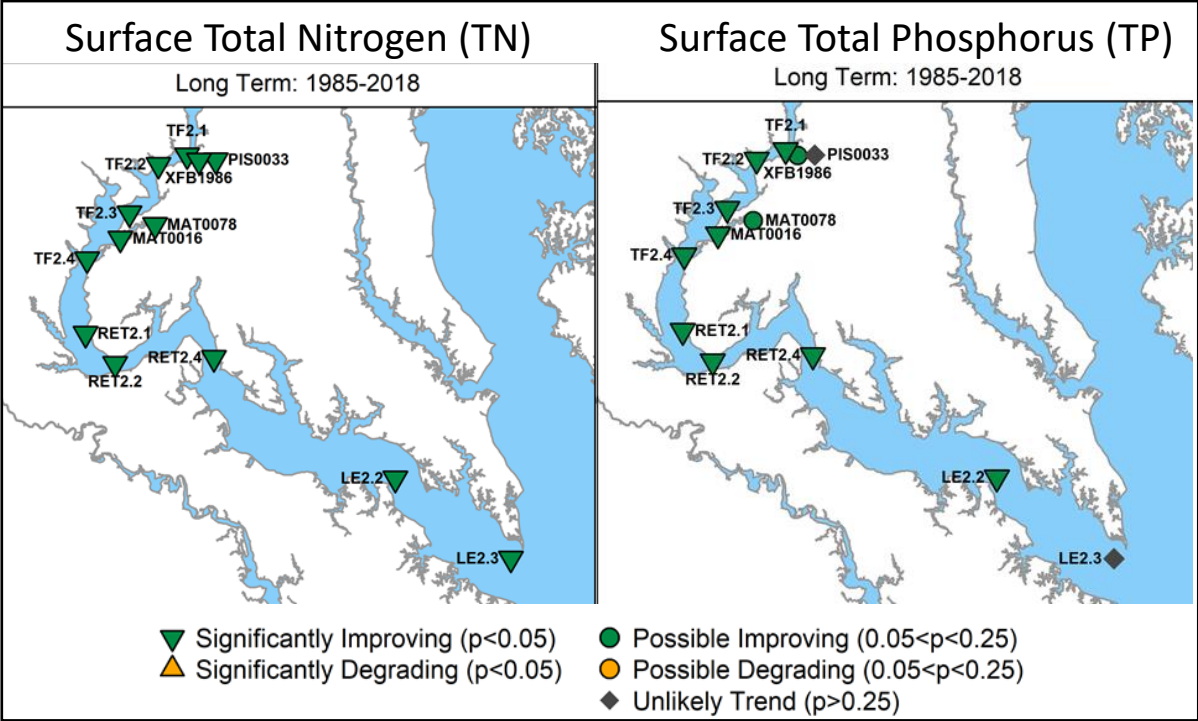 Surface Total Nitrogen (TN)
Long Term: 1985-2018
TF2.1
TF2.2
PIS0033
XFB1986
TF2.3
MAT0078
MAT0016
TF2.4
RET2.1
RET2.4
RET2.2
LE2.2
LE2.3
Surface Total Phosphorus (TP)
Long Term: 1985-2018
TF2.1
TF2.2
PIS0033
XFB1986
TF2.3
MAT0078
MAT0016
TF2.4
RET2.1
RET2.4
RET2.2
LE2.2
LE2.3
Significantly Improving (p<0.05)
Significantly Degrading (p<0.05)
Possible Improving (0.05<p<0.25)
Possible Degrading (0.05<p<0.25)
Unlikely Trend (p>0.25)